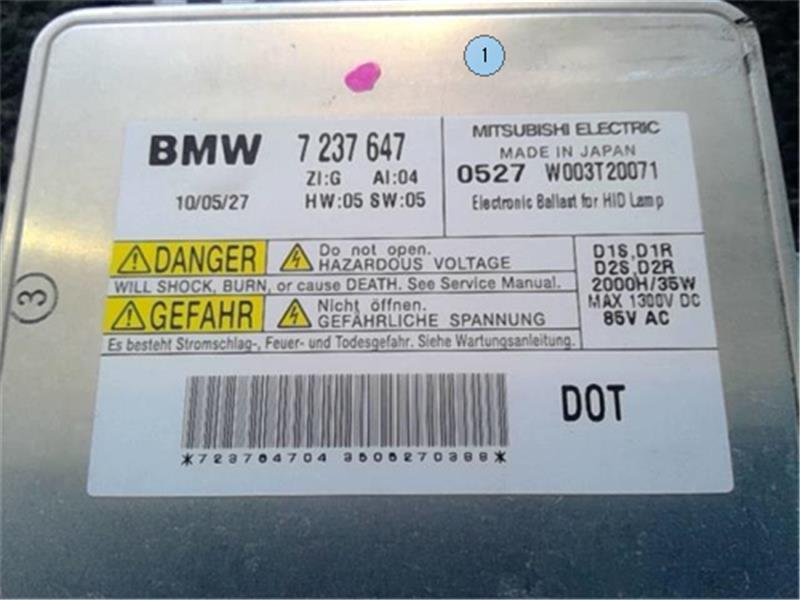 1
BMW 7 237 647
ZI:G AI:04
10/05/27 HW:05 SW:05
MITSUBISHI ELECTRIC
MADE IN JAPAN
0527 W003T20071
Electronic Ballast for HID Lamp
DANGER Do not open.
HAZARDOUS VOLTAGE
WILL SHOCK, BURN, or cause DEATH. See Service Manual.
GEFAHR Nicht öffnen.
GEFÄHRLICHE SPANNUNG
Es besteht Stromschlag-, Feuer- und Todesgefahr. Siehe Wartungsanleitung.
D1S,D1R
D2S,D2R
2000H/35W
MAX 1300V DC
85V AC
3
DOT
*723764704 3505270388*